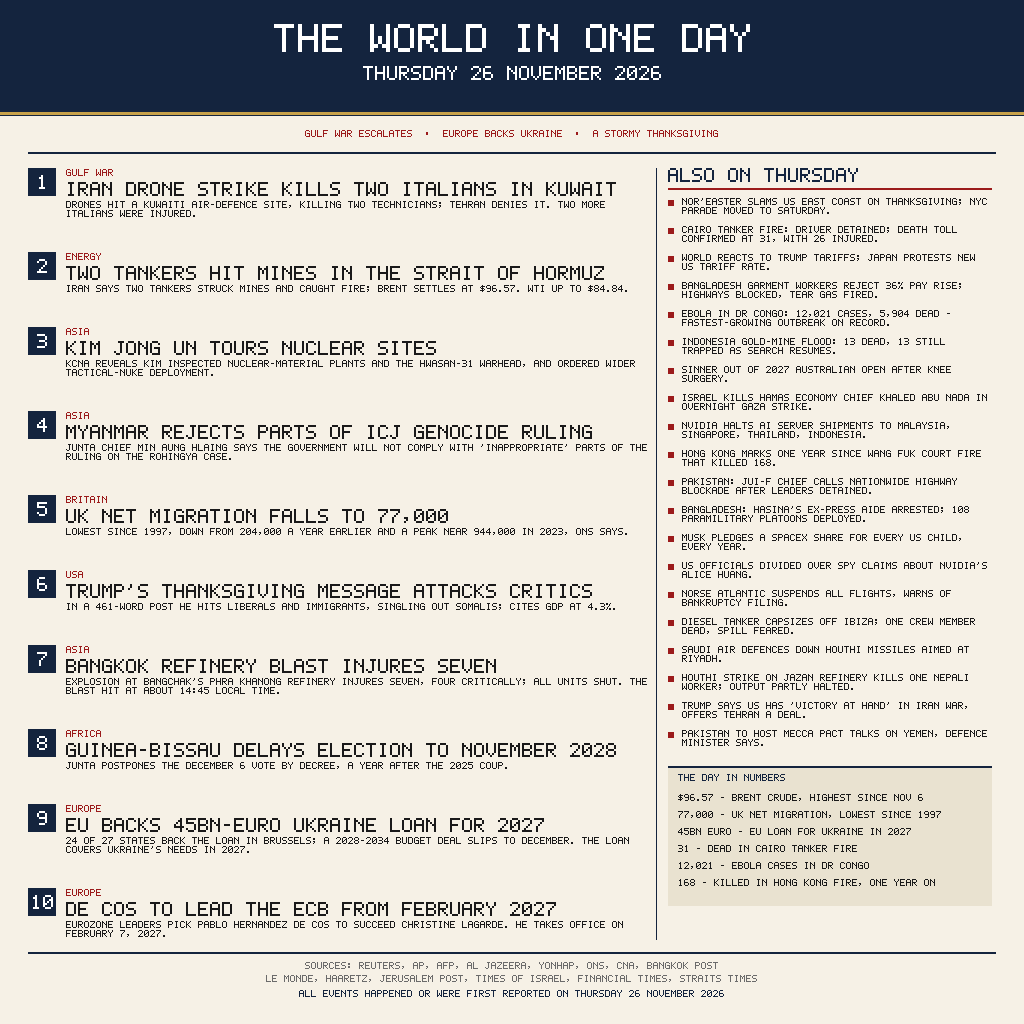 THE WORLD IN ONE DAY
THURSDAY 26 NOVEMBER 2026
GULF WAR ESCALATES • EUROPE BACKS UKRAINE • A STORMY THANKSGIVING
1
GULF WAR
IRAN DRONE STRIKE KILLS TWO ITALIANS IN KUWAIT
DRONES HIT A KUWAITI AIR-DEFENCE SITE, KILLING TWO TECHNICIANS; TEHRAN DENIES IT. TWO MORE
ITALIANS WERE INJURED.
2
ENERGY
TWO TANKERS HIT MINES IN THE STRAIT OF HORMUZ
IRAN SAYS TWO TANKERS STRUCK MINES AND CAUGHT FIRE; BRENT SETTLES AT $96.57. WTI UP TO $84.84.
3
ASIA
KIM JONG UN TOURS NUCLEAR SITES
KCNA REVEALS KIM INSPECTED NUCLEAR-MATERIAL PLANTS AND THE HWASAN-31 WARHEAD, AND ORDERED WIDER
TACTICAL-NUKE DEPLOYMENT.
4
ASIA
MYANMAR REJECTS PARTS OF ICJ GENOCIDE RULING
JUNTA CHIEF MIN AUNG HLAING SAYS THE GOVERNMENT WILL NOT COMPLY WITH 'INAPPROPRIATE' PARTS OF THE
RULING ON THE ROHINGYA CASE.
5
BRITAIN
UK NET MIGRATION FALLS TO 77,000
LOWEST SINCE 1997, DOWN FROM 204,000 A YEAR EARLIER AND A PEAK NEAR 944,000 IN 2023, ONS SAYS.
6
USA
TRUMP'S THANKSGIVING MESSAGE ATTACKS CRITICS
IN A 461-WORD POST HE HITS LIBERALS AND IMMIGRANTS, SINGLING OUT SOMALIS; CITES GDP AT 4.3%.
7
ASIA
BANGKOK REFINERY BLAST INJURES SEVEN
EXPLOSION AT BANGCHAK'S PHRA KHANONG REFINERY INJURES SEVEN, FOUR CRITICALLY; ALL UNITS SHUT. THE
BLAST HIT AT ABOUT 14:45 LOCAL TIME.
8
AFRICA
GUINEA-BISSAU DELAYS ELECTION TO NOVEMBER 2028
JUNTA POSTPONES THE DECEMBER 6 VOTE BY DECREE, A YEAR AFTER THE 2025 COUP.
9
EUROPE
EU BACKS 45BN-EURO UKRAINE LOAN FOR 2027
24 OF 27 STATES BACK THE LOAN IN BRUSSELS; A 2028-2034 BUDGET DEAL SLIPS TO DECEMBER. THE LOAN
COVERS UKRAINE'S NEEDS IN 2027.
10
EUROPE
DE COS TO LEAD THE ECB FROM FEBRUARY 2027
EUROZONE LEADERS PICK PABLO HERNANDEZ DE COS TO SUCCEED CHRISTINE LAGARDE. HE TAKES OFFICE ON
FEBRUARY 7, 2027.
ALSO ON THURSDAY
NOR'EASTER SLAMS US EAST COAST ON THANKSGIVING; NYC
PARADE MOVED TO SATURDAY.
CAIRO TANKER FIRE: DRIVER DETAINED; DEATH TOLL
CONFIRMED AT 31, WITH 26 INJURED.
WORLD REACTS TO TRUMP TARIFFS; JAPAN PROTESTS NEW
US TARIFF RATE.
BANGLADESH GARMENT WORKERS REJECT 36% PAY RISE;
HIGHWAYS BLOCKED, TEAR GAS FIRED.
EBOLA IN DR CONGO: 12,021 CASES, 5,904 DEAD -
FASTEST-GROWING OUTBREAK ON RECORD.
INDONESIA GOLD-MINE FLOOD: 13 DEAD, 13 STILL
TRAPPED AS SEARCH RESUMES.
SINNER OUT OF 2027 AUSTRALIAN OPEN AFTER KNEE
SURGERY.
ISRAEL KILLS HAMAS ECONOMY CHIEF KHALED ABU NADA IN
OVERNIGHT GAZA STRIKE.
NVIDIA HALTS AI SERVER SHIPMENTS TO MALAYSIA,
SINGAPORE, THAILAND, INDONESIA.
HONG KONG MARKS ONE YEAR SINCE WANG FUK COURT FIRE
THAT KILLED 168.
PAKISTAN: JUI-F CHIEF CALLS NATIONWIDE HIGHWAY
BLOCKADE AFTER LEADERS DETAINED.
BANGLADESH: HASINA'S EX-PRESS AIDE ARRESTED; 108
PARAMILITARY PLATOONS DEPLOYED.
MUSK PLEDGES A SPACEX SHARE FOR EVERY US CHILD,
EVERY YEAR.
US OFFICIALS DIVIDED OVER SPY CLAIMS ABOUT NVIDIA'S
ALICE HUANG.
NORSE ATLANTIC SUSPENDS ALL FLIGHTS, WARNS OF
BANKRUPTCY FILING.
DIESEL TANKER CAPSIZES OFF IBIZA; ONE CREW MEMBER
DEAD, SPILL FEARED.
SAUDI AIR DEFENCES DOWN HOUTHI MISSILES AIMED AT
RIYADH.
HOUTHI STRIKE ON JAZAN REFINERY KILLS ONE NEPALI
WORKER; OUTPUT PARTLY HALTED.
TRUMP SAYS US HAS 'VICTORY AT HAND' IN IRAN WAR,
OFFERS TEHRAN A DEAL.
PAKISTAN TO HOST MECCA PACT TALKS ON YEMEN, DEFENCE
MINISTER SAYS.
THE DAY IN NUMBERS
$96.57 - BRENT CRUDE, HIGHEST SINCE NOV 6
77,000 - UK NET MIGRATION, LOWEST SINCE 1997
45BN EURO - EU LOAN FOR UKRAINE IN 2027
31 - DEAD IN CAIRO TANKER FIRE
12,021 - EBOLA CASES IN DR CONGO
168 - KILLED IN HONG KONG FIRE, ONE YEAR ON
SOURCES: REUTERS, AP, AFP, AL JAZEERA, YONHAP, ONS, CNA, BANGKOK POST
LE MONDE, HAARETZ, JERUSALEM POST, TIMES OF ISRAEL, FINANCIAL TIMES, STRAITS TIMES
ALL EVENTS HAPPENED OR WERE FIRST REPORTED ON THURSDAY 26 NOVEMBER 2026